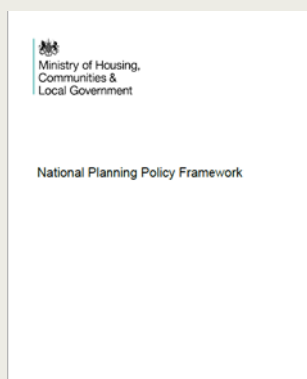 Ministry of Housing,
Communities &
Local Government
National Planning Policy Framework